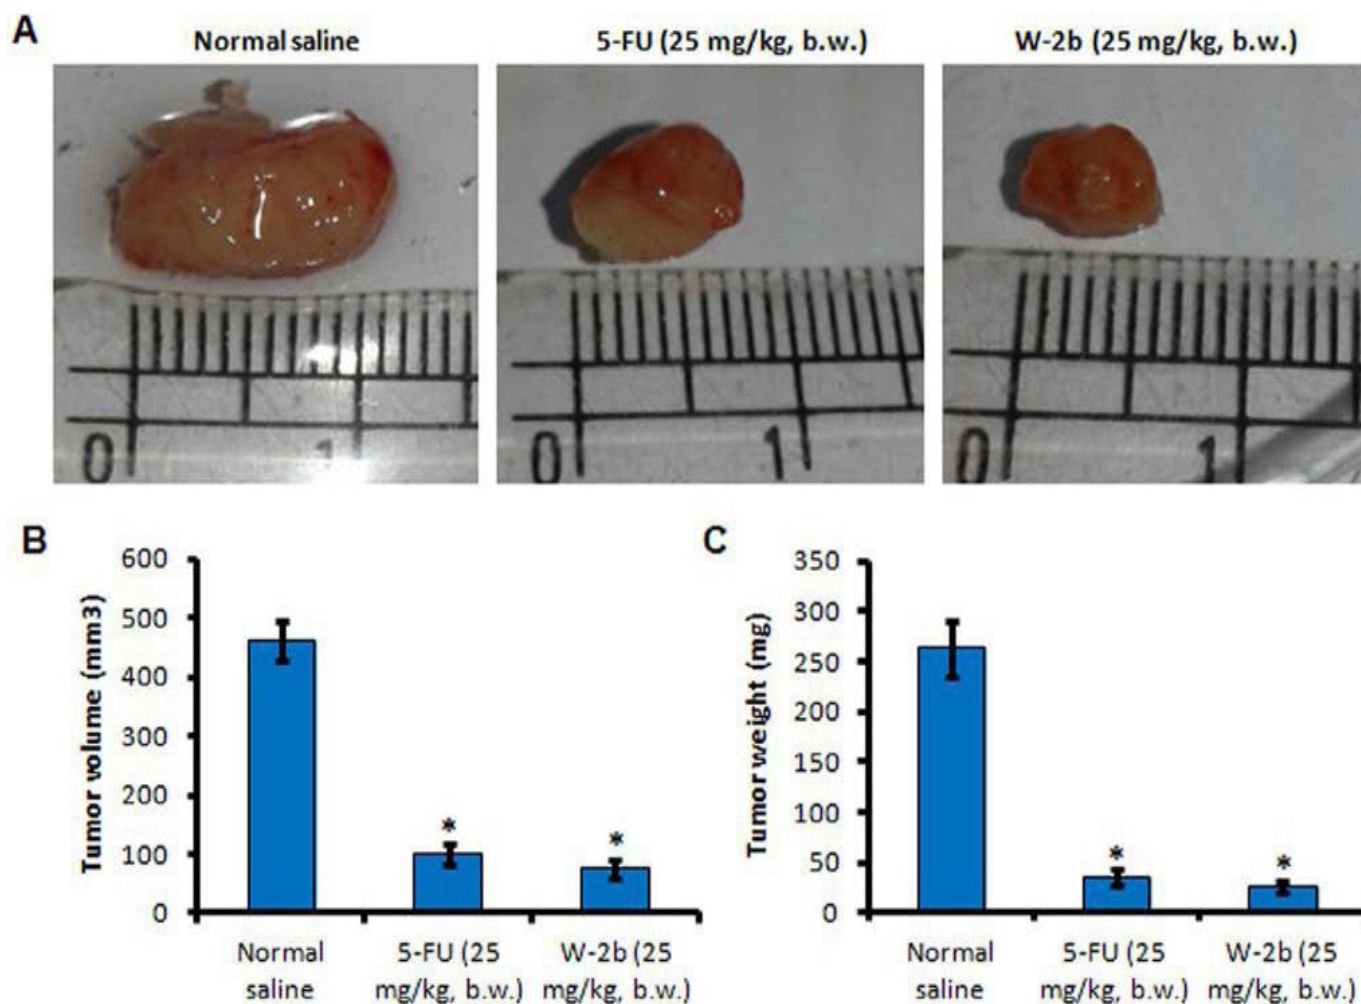 A
Normal saline
5-FU (25 mg/kg, b.w.)
W-2b (25 mg/kg, b.w.)
0
1
0
1
0
1
B
Tumor volume (mm3)
600
500
400
300
200
100
0
*
*
Normal
saline
5-FU (25
mg/kg, b.w.)
W-2b (25
mg/kg, b.w.)
C
Tumor weight (mg)
350
300
250
200
150
100
50
0
*
*
Normal
saline
5-FU (25
mg/kg, b.w.)
W-2b (25
mg/kg, b.w.)